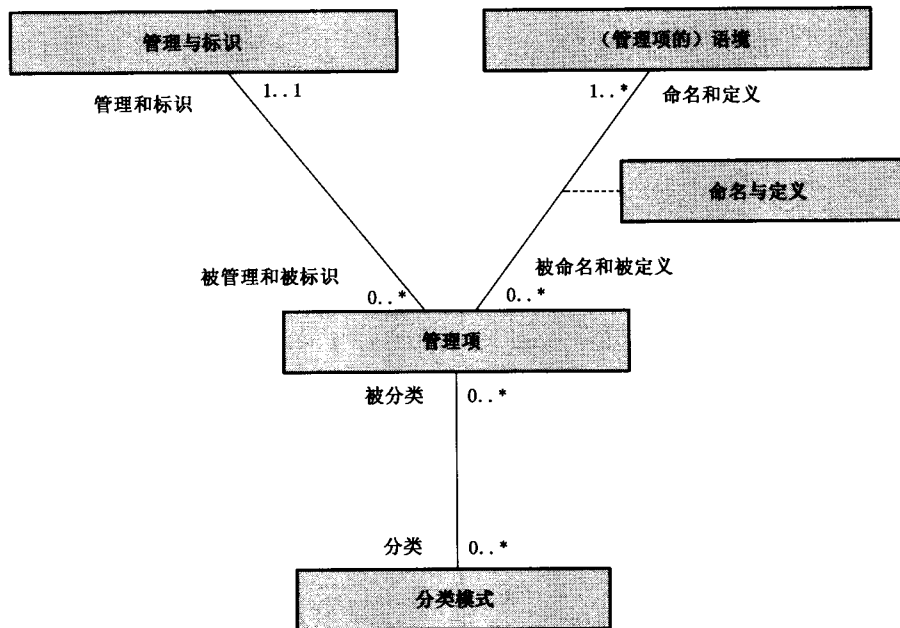 管理与标识
(管理项的)语境
管理和标识
1..1
1..*
命名和定义
命名与定义
被管理和被标识
0..*
被命名和被定义
0..*
管理项
被分类
0..*
分类
0..*
分类模式